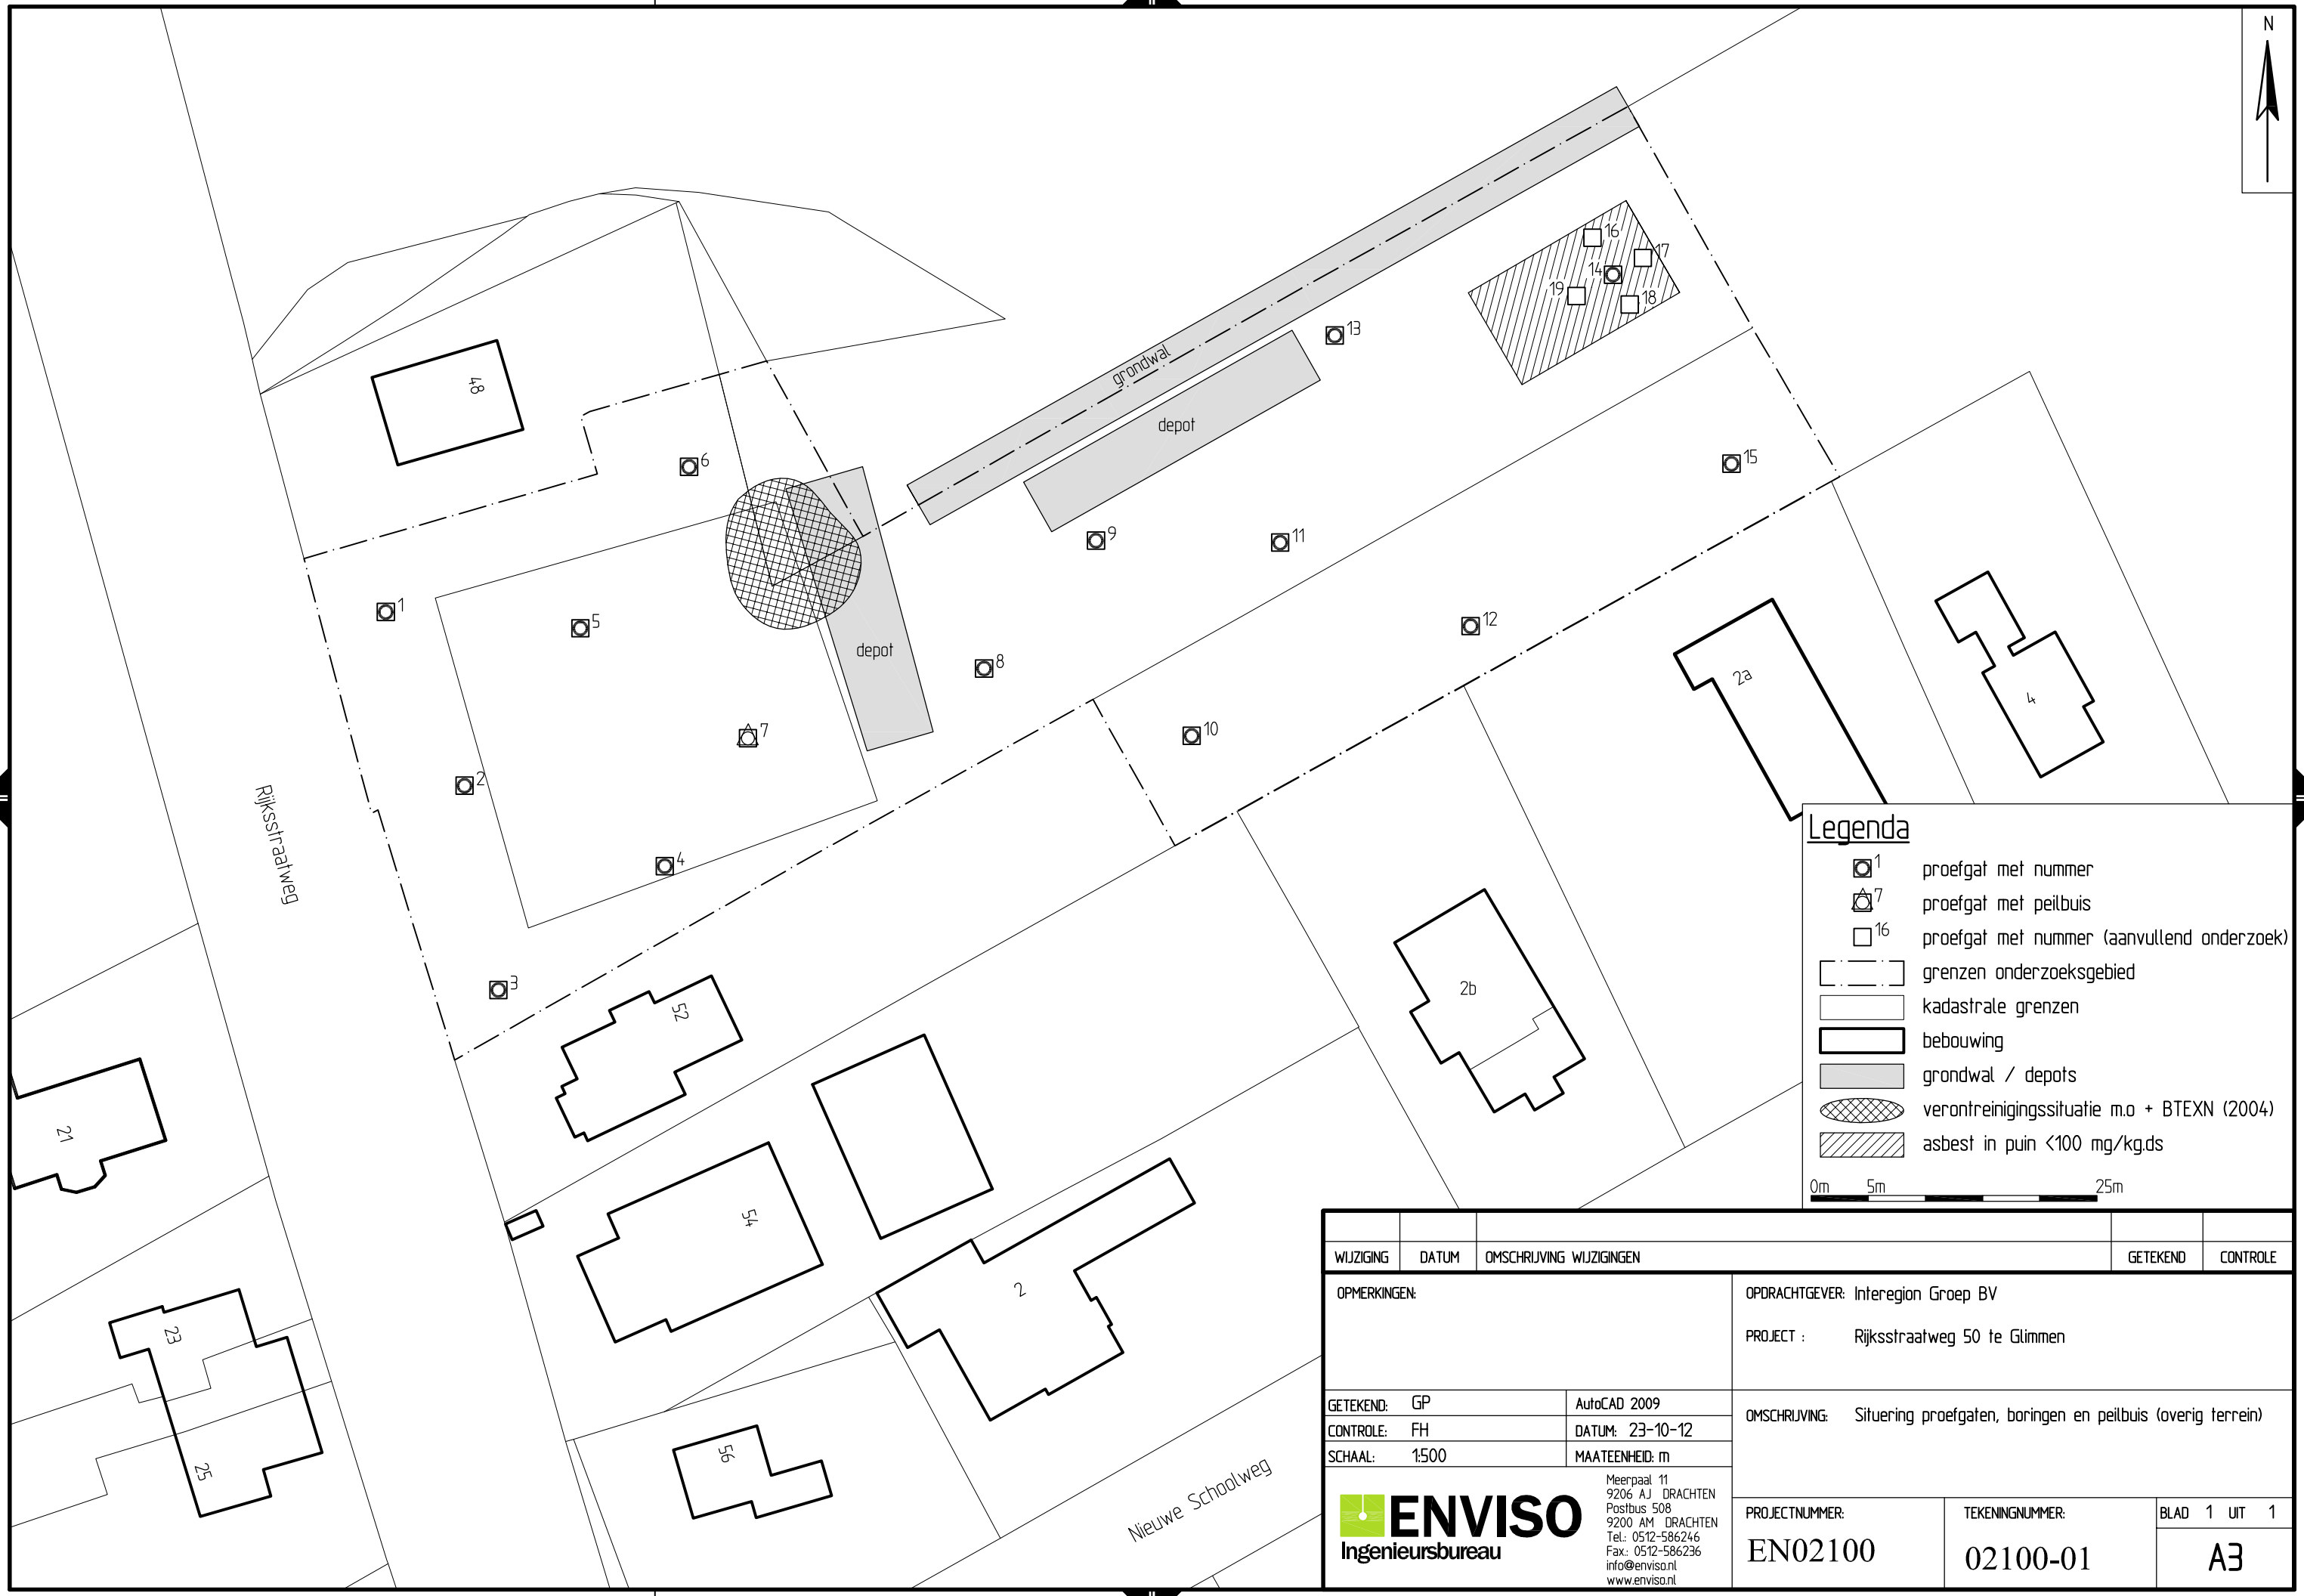 N
16
17
14
19
18
13
grondwal
48
depot
6
15
9
11
1
5
12
depot
8
2a
4
7
10
2
Rijksstraatweg
4
3
2b
52
21
54
2
23
25
56
Nieuwe Schoolweg
Legenda
1 proefgat met nummer
7 proefgat met peilbuis
16 proefgat met nummer (aanvullend onderzoek)
grenzen onderzoeksgebied
kadastrale grenzen
bebouwing
grondwal / depots
verontreinigingssituatie m.o + BTEXN (2004)
asbest in puin <100 mg/kg.ds
0m 5m 25m
WIJZIGING DATUM OMSCHRIJVING WIJZIGINGEN GETEKEND CONTROLE
OPMERKINGEN:
OPDRACHTGEVER: Interegion Groep BV
PROJECT : Rijksstraatweg 50 te Glimmen
GETEKEND: GP AutoCAD 2009
CONTROLE: FH DATUM: 23-10-12
SCHAAL: 1:500 MAATEENHEID: m
OMSCHRIJVING: Situering proefgaten, boringen en peilbuis (overig terrein)
ENVISO
Ingenieursbureau
Meerpaal 11
9206 AJ DRACHTEN
Postbus 508
9200 AM DRACHTEN
Tel.: 0512-586246
Fax.: 0512-586236
info@enviso.nl
www.enviso.nl
PROJECTNUMMER: TEKENINGNUMMER: BLAD 1 UIT 1
EN02100 02100-01 A3